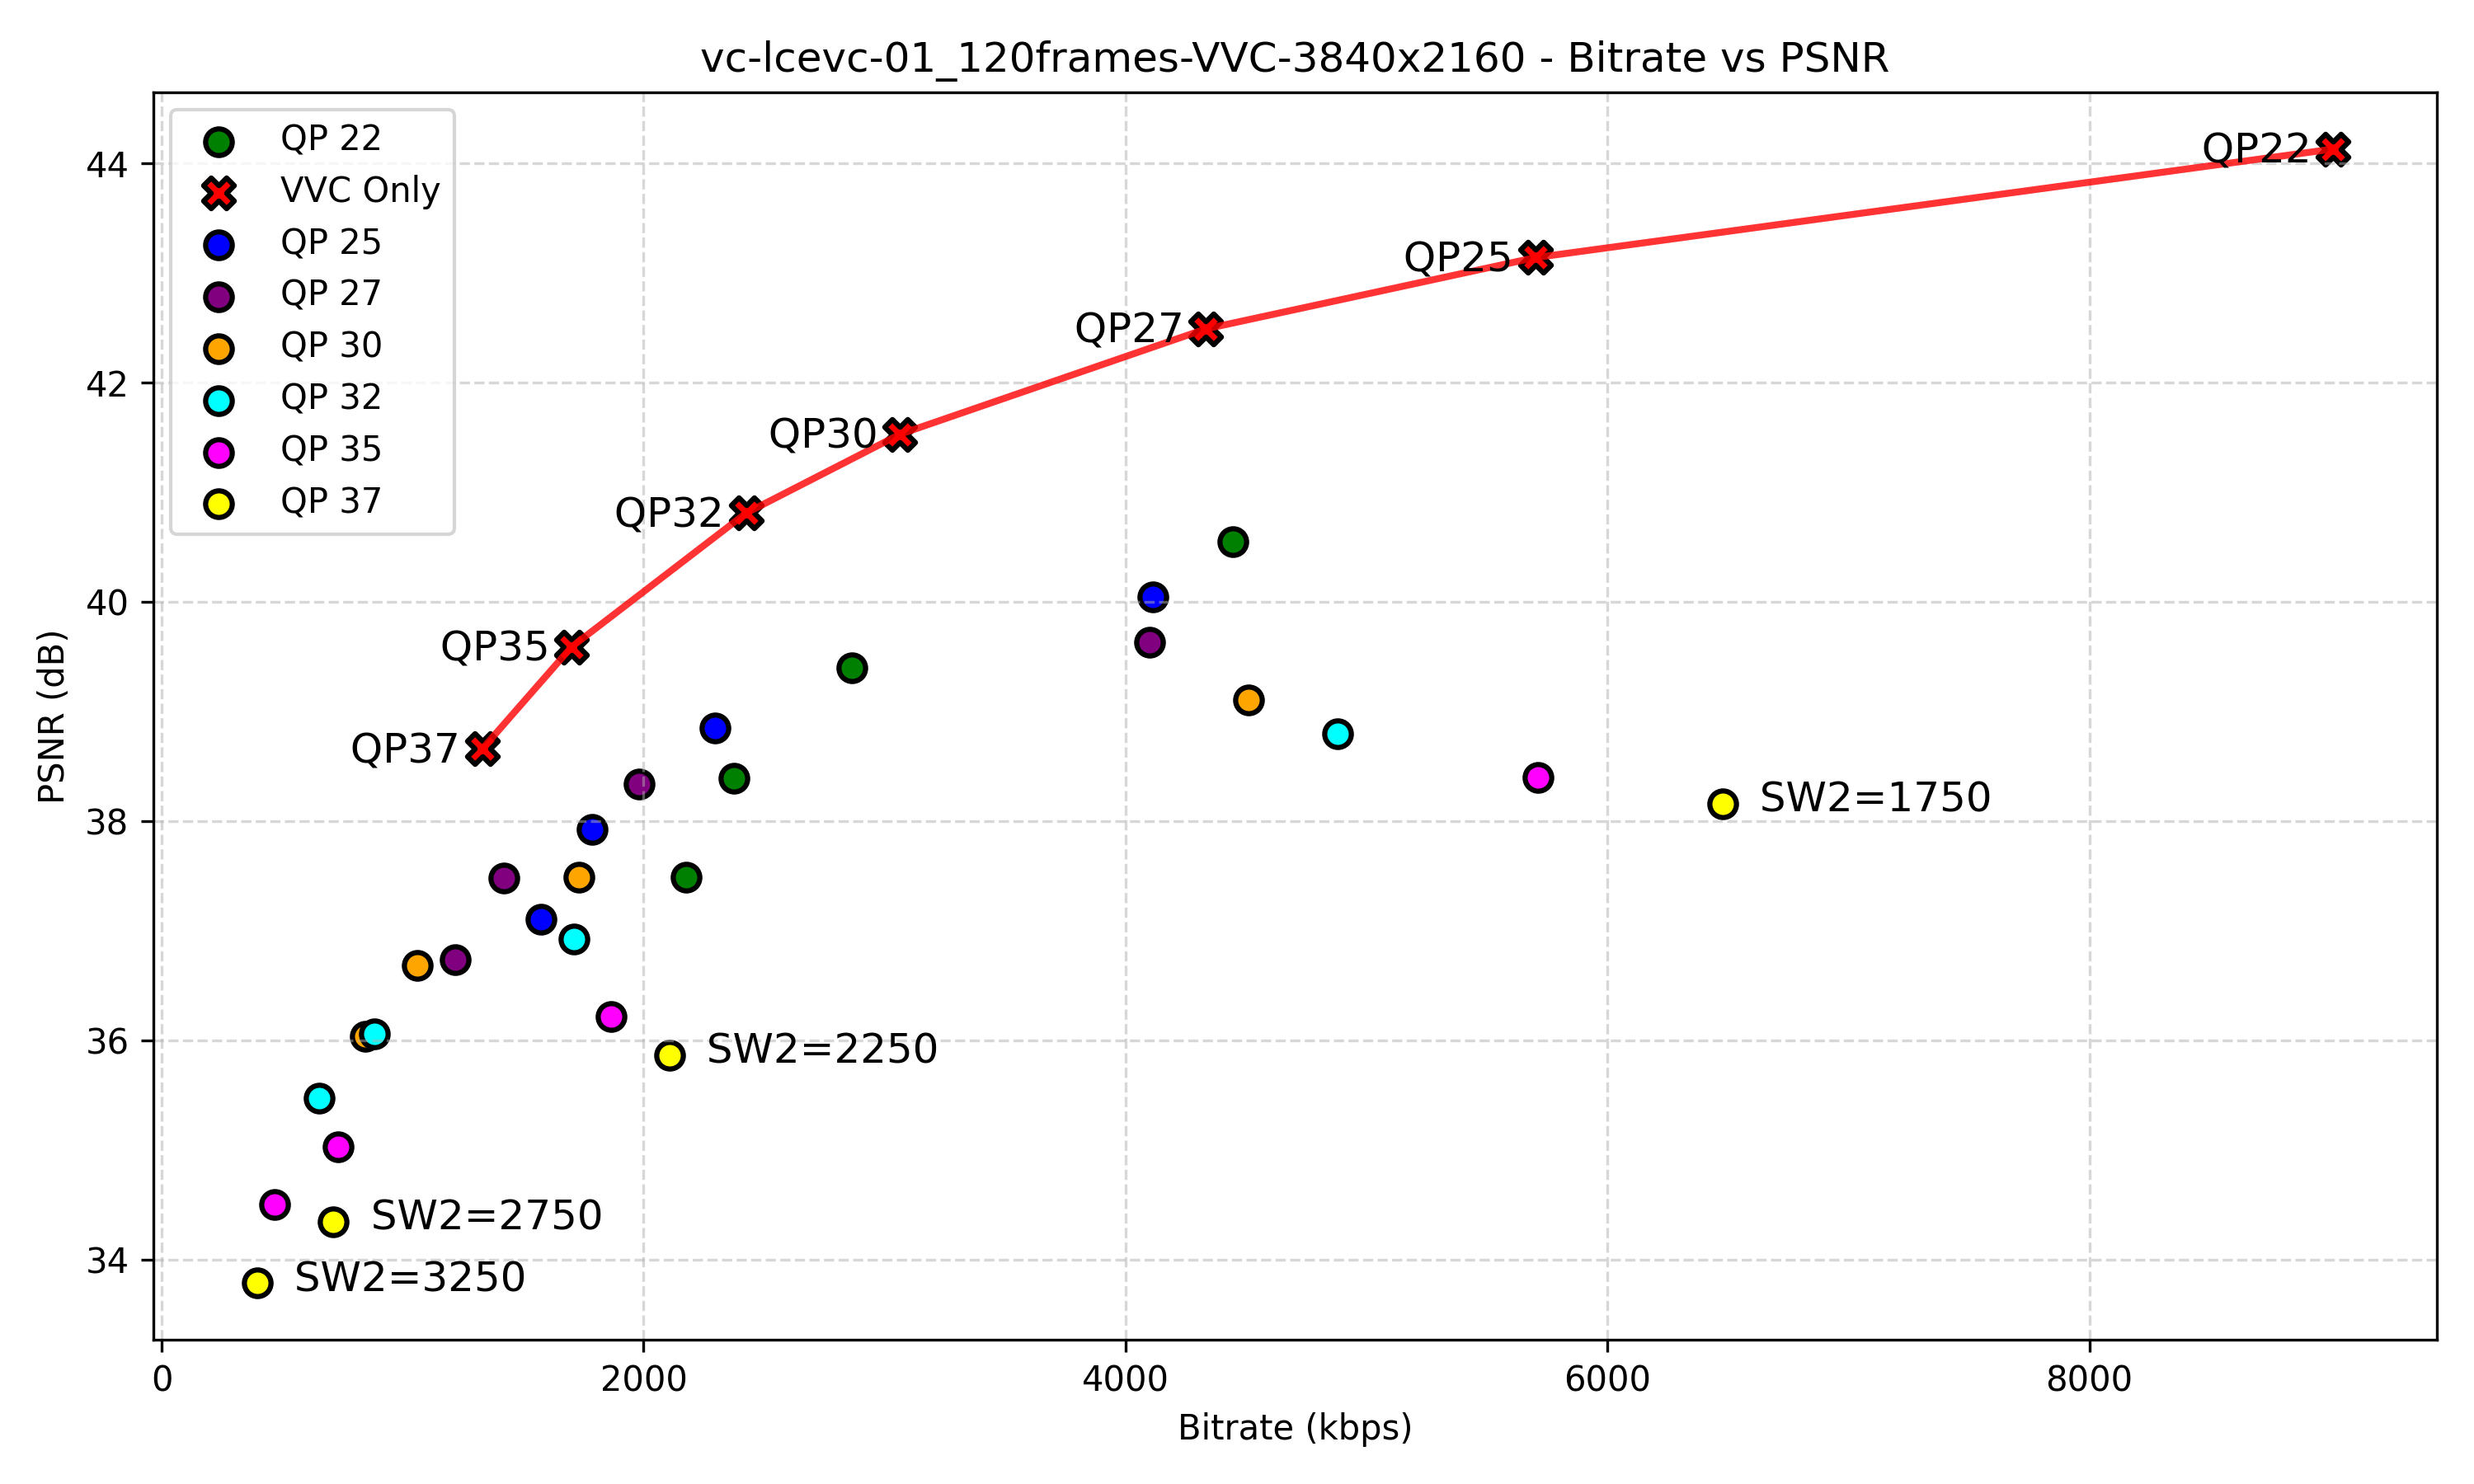 vc-lcevc-01_120frames-VVC-3840x2160 - Bitrate vs PSNR
QP 22
VVC Only
QP 25
QP 27
QP 30
QP 32
QP 35
QP 37
QP22
QP25
QP27
QP30
QP32
QP35
QP37
SW2=1750
SW2=2250
SW2=2750
SW2=3250
44
42
40
38
36
34
PSNR (dB)
0 2000 4000 6000 8000
Bitrate (kbps)